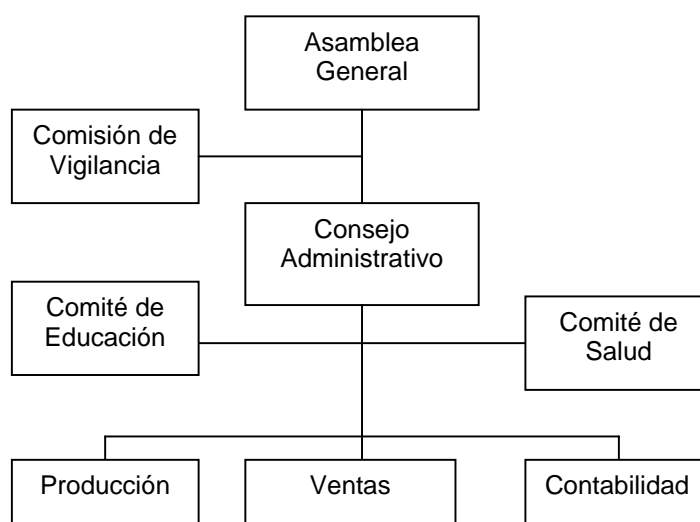 Asamblea
General
Comisión de
Vigilancia
Consejo
Administrativo
Comité de
Educación
Comité de
Salud
Producción
Ventas
Contabilidad